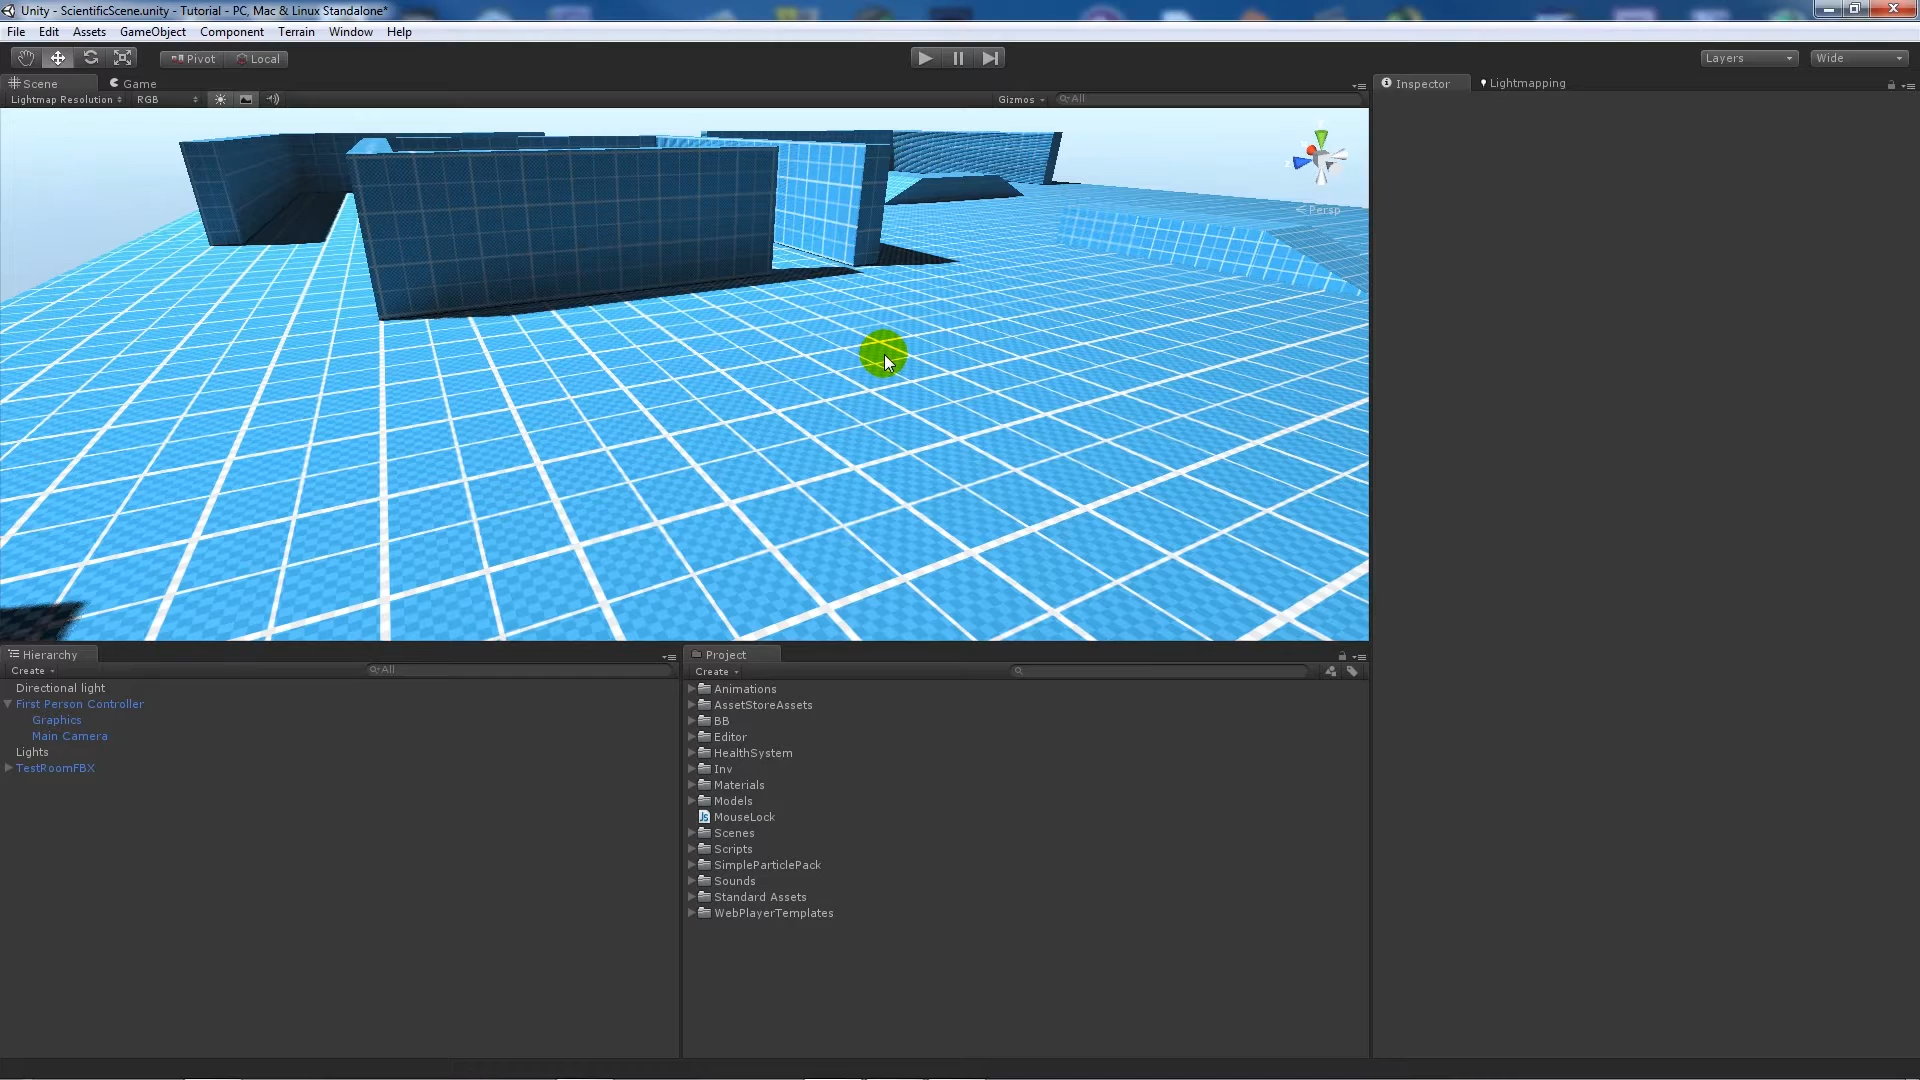 Unity - ScientificScene.unity - Tutorial - PC, Mac & Linux Standalone*
File Edit Assets GameObject Component Terrain Window Help
Pivot Local Layers Wide
Scene Game Inspector Lightmapping
Lightmap Resolution RGB Gizmos All
Persp
Hierarchy
Create All
Directional light
First Person Controller
Graphics
Main Camera
Lights
TestRoomFBX
Project
Create
Animations
AssetStoreAssets
BB
Editor
HealthSystem
Inv
Materials
Models
Js MouseLock
Scenes
Scripts
SimpleParticlePack
Sounds
Standard Assets
WebPlayerTemplates